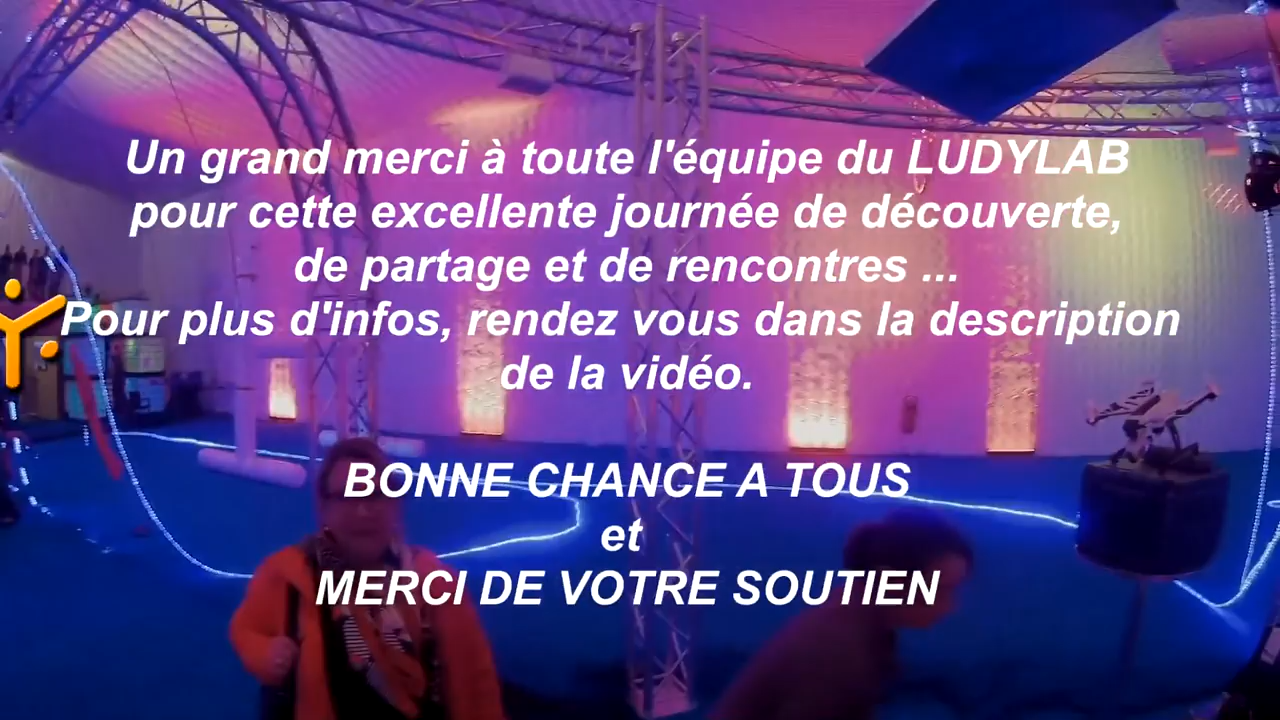 Un grand merci à toute l'équipe du LUDYLAB
pour cette excellente journée de découverte,
de partage et de rencontres ...
Pour plus d'infos, rendez vous dans la description
de la vidéo.
BONNE CHANCE A TOUS
et
MERCI DE VOTRE SOUTIEN